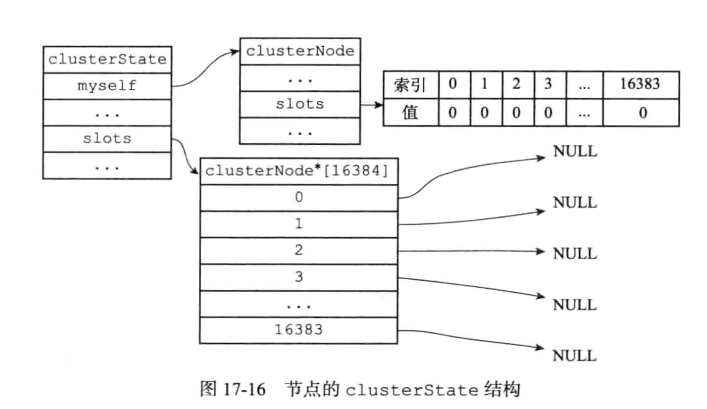 clusterState
myself
...
slots
...
clusterNode
...
slots
...
索引 0 1 2 3 ... 16383
值 0 0 0 0 ... 0
clusterNode*[16384]
0
1
2
3
...
16383
NULL
NULL
NULL
NULL
NULL
图 17-16 节点的 clusterState 结构